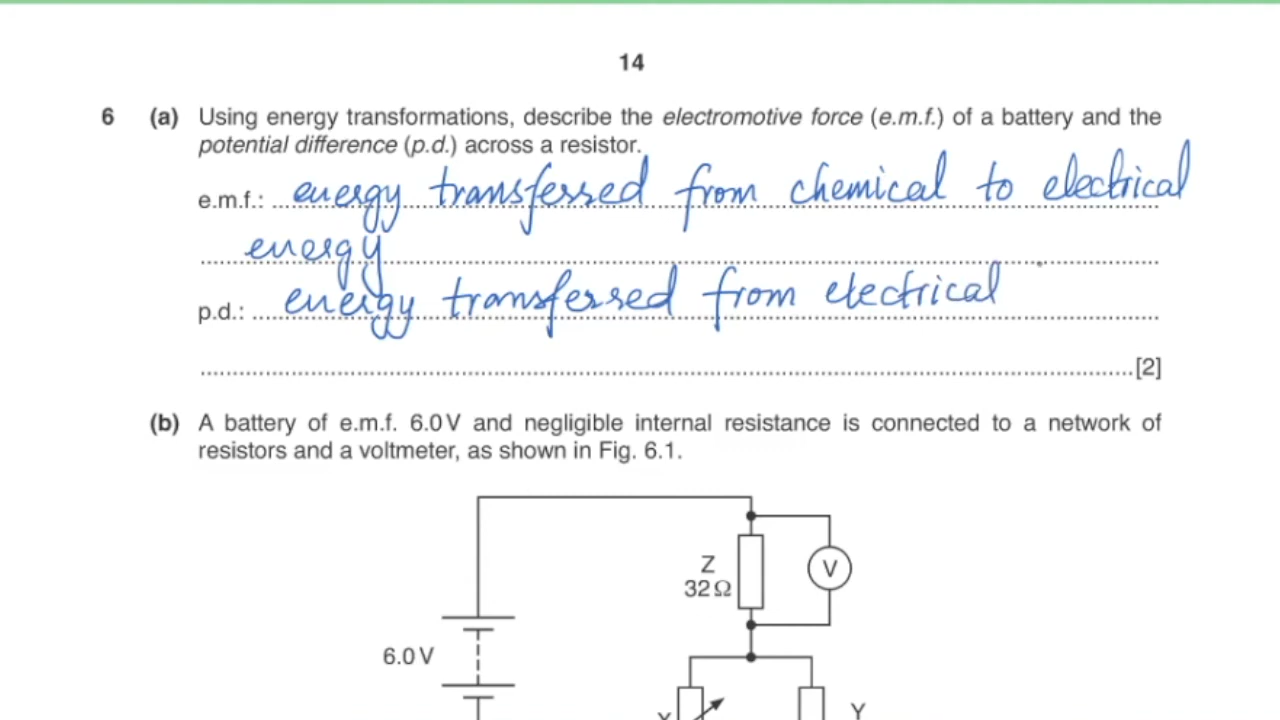 14
6 (a) Using energy transformations, describe the electromotive force (e.m.f.) of a battery and the
potential difference (p.d.) across a resistor.
e.m.f.: energy transferred from chemical to electrical
energy
p.d.: energy transferred from electrical
[2]
(b) A battery of e.m.f. 6.0 V and negligible internal resistance is connected to a network of
resistors and a voltmeter, as shown in Fig. 6.1.
Z
32 Ω
V
6.0 V
X
Y